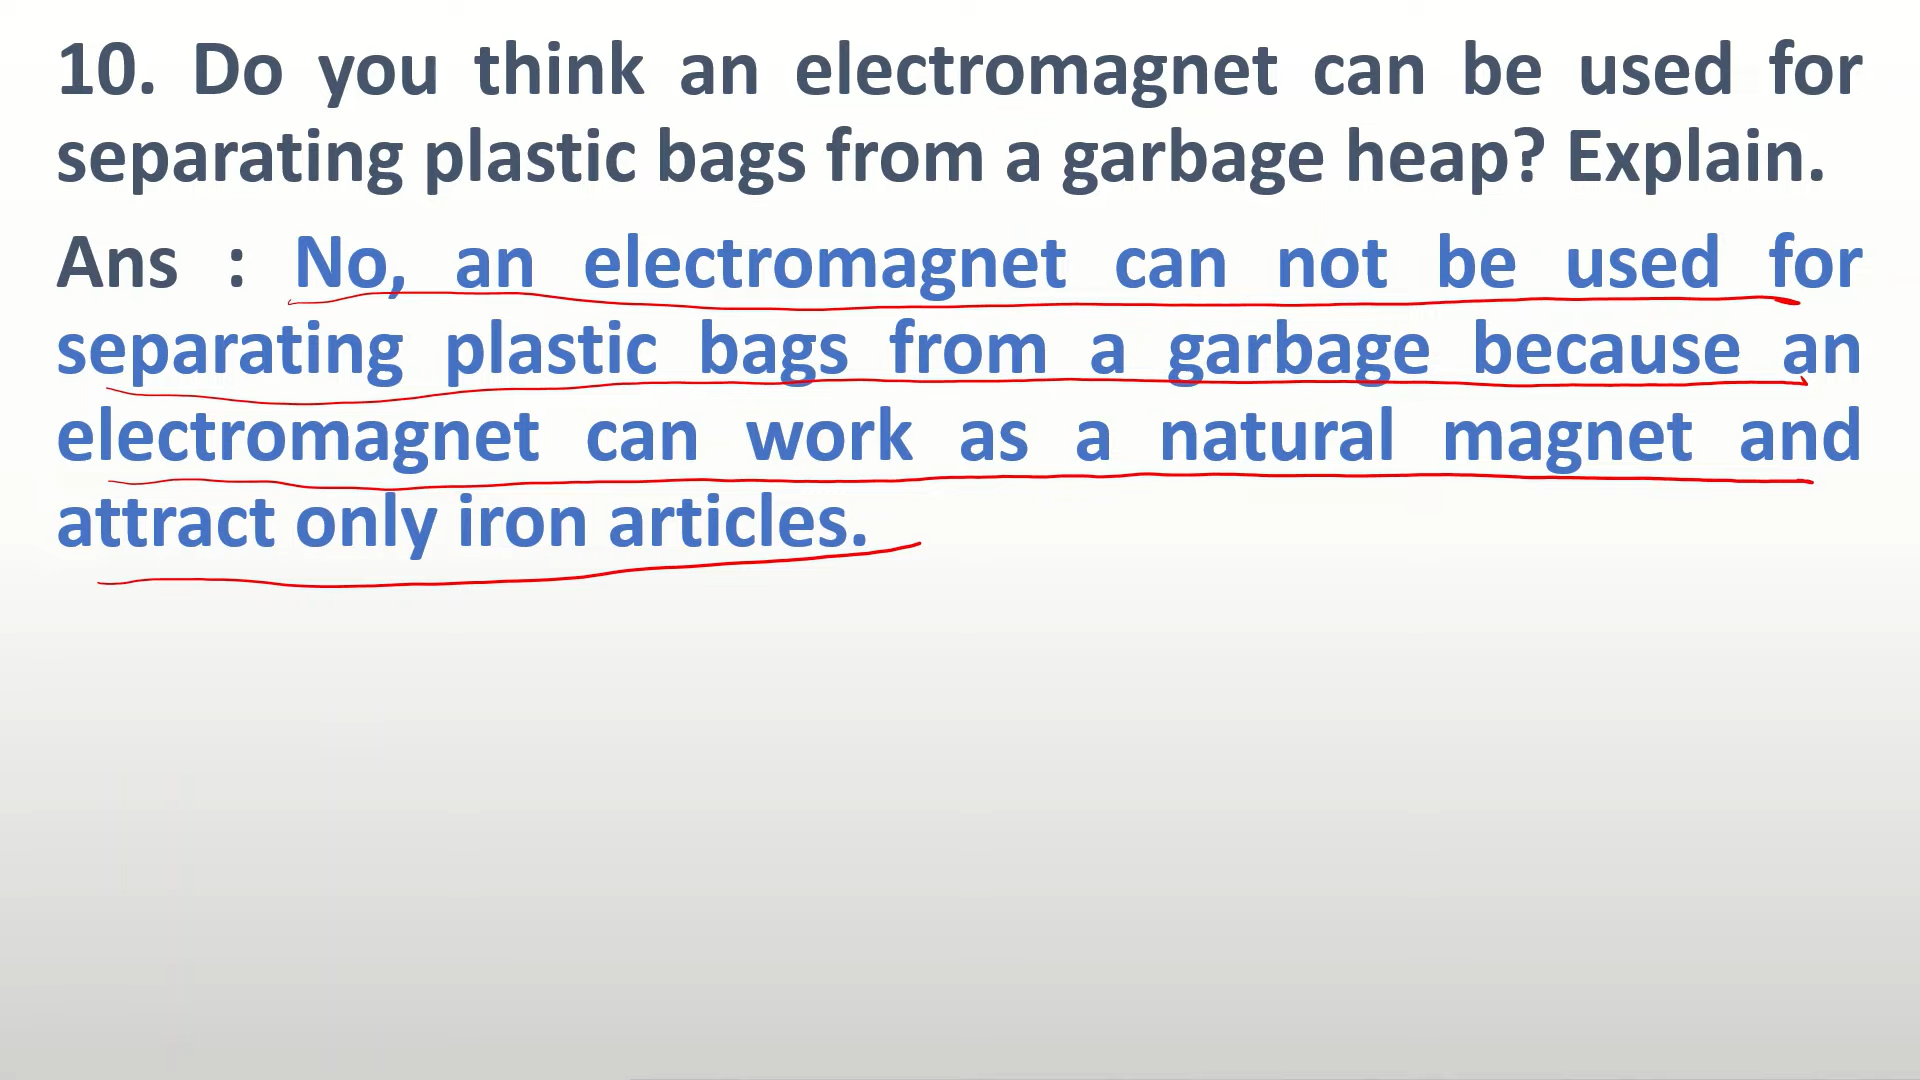 10. Do you think an electromagnet can be used for
separating plastic bags from a garbage heap? Explain.
Ans : No, an electromagnet can not be used for
separating plastic bags from a garbage because an
electromagnet can work as a natural magnet and
attract only iron articles.